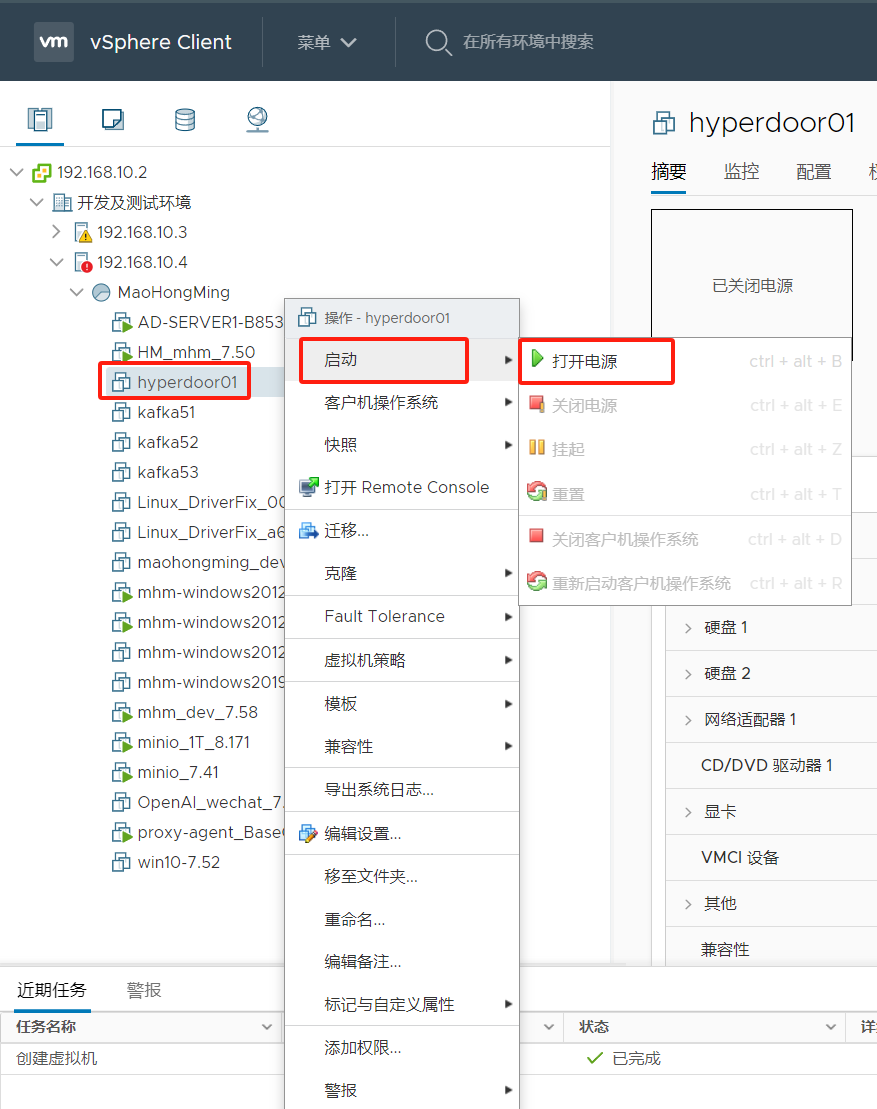 vm vSphere Client 菜单 在所有环境中搜索
192.168.10.2
开发及测试环境
192.168.10.3
192.168.10.4
MaoHongMing
AD-SERVER1-B853
HM_mhm_7.50
hyperdoor01
kafka51
kafka52
kafka53
Linux_DriverFix_00
Linux_DriverFix_a6
maohongming_dev
mhm-windows2012
mhm-windows2012
mhm-windows2012
mhm-windows2019
mhm_dev_7.58
minio_1T_8.171
minio_7.41
OpenAI_wechat_7.
proxy-agent_Base
win10-7.52
操作 - hyperdoor01
启动
客户机操作系统
快照
打开 Remote Console
迁移...
克隆
Fault Tolerance
虚拟机策略
模板
兼容性
导出系统日志...
编辑设置...
移至文件夹...
重命名...
编辑备注...
标记与自定义属性
添加权限...
警报
打开电源 ctrl + alt + B
关闭电源 ctrl + alt + E
挂起 ctrl + alt + Z
重置 ctrl + alt + T
关闭客户机操作系统 ctrl + alt + D
重新启动客户机操作系统 ctrl + alt + R
hyperdoor01
摘要 监控 配置
已关闭电源
硬盘 1
硬盘 2
网络适配器 1
CD/DVD 驱动器 1
显卡
VMCI 设备
其他
兼容性
近期任务 警报
任务名称 状态
创建虚拟机 已完成